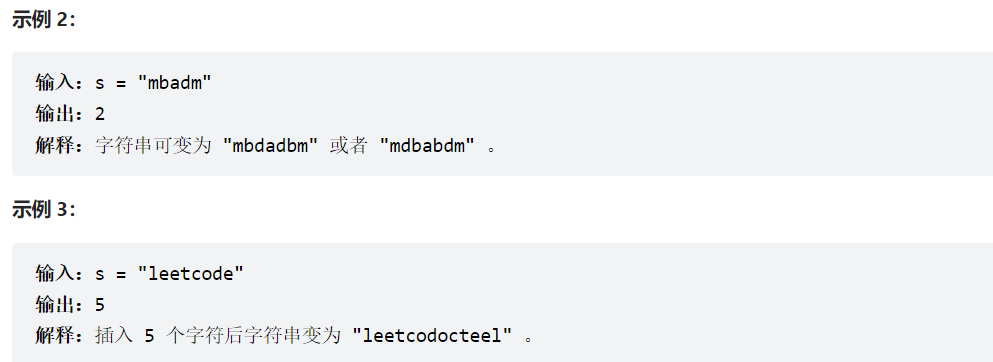 示例 2：
输入：s = "mbadm"
输出：2
解释：字符串可变为 "mbdadbm" 或者 "mdbabdm" 。
示例 3：
输入：s = "leetcode"
输出：5
解释：插入 5 个字符后字符串变为 "leetcodocteel" 。